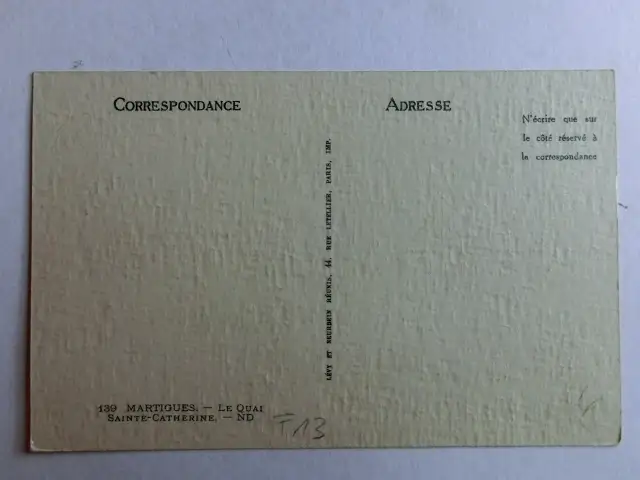 CORRESPONDANCE
ADRESSE
N'écrire que sur
le côté réservé à
la correspondance
LÉVY ET NEURDEIN RÉUNIS, 44, RUE LETELLIER, PARIS, IMP.
139 MARTIGUES. — LE QUAI
SAINTE-CATHERINE. — ND
T13